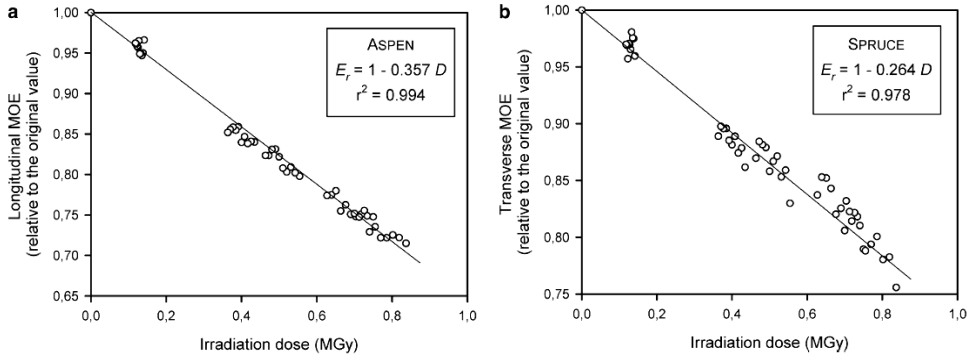 a
1,00
0,95
0,90
0,85
0,80
0,75
0,70
0,65
Longitudinal MOE
(relative to the original value)
ASPEN
E_r = 1 - 0.357 D
r² = 0.994
0,0
0,2
0,4
0,6
0,8
1,0
Irradiation dose (MGy)
b
1,00
0,95
0,90
0,85
0,80
0,75
Transverse MOE
(relative to the original value)
SPRUCE
E_r = 1 - 0.264 D
r² = 0.978
0,0
0,2
0,4
0,6
0,8
1,0
Irradiation dose (MGy)